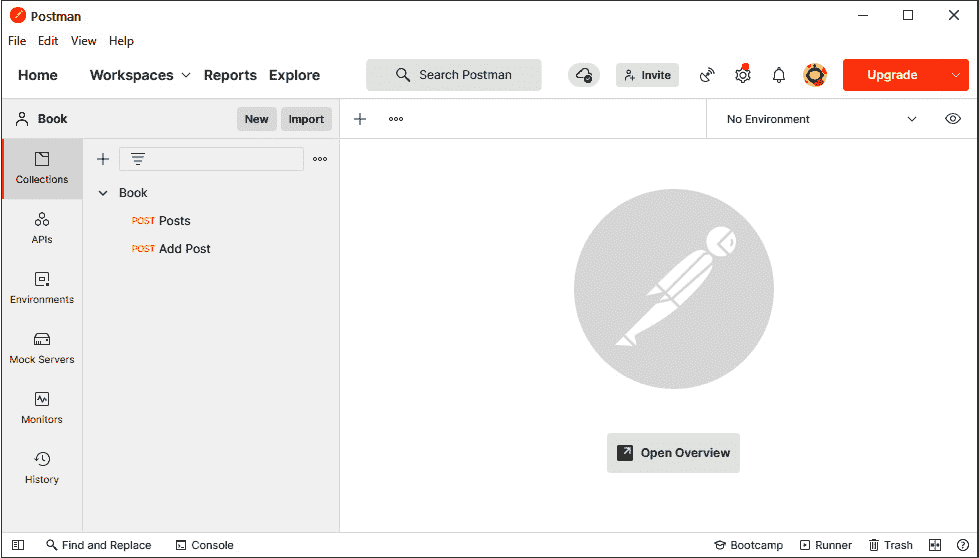 Postman
File Edit View Help
Home Workspaces Reports Explore Search Postman Invite Upgrade
Book New Import No Environment
Collections
Book
POST Posts
APIs
POST Add Post
Environments
Mock Servers
Monitors
Open Overview
History
Find and Replace Console Bootcamp Runner Trash